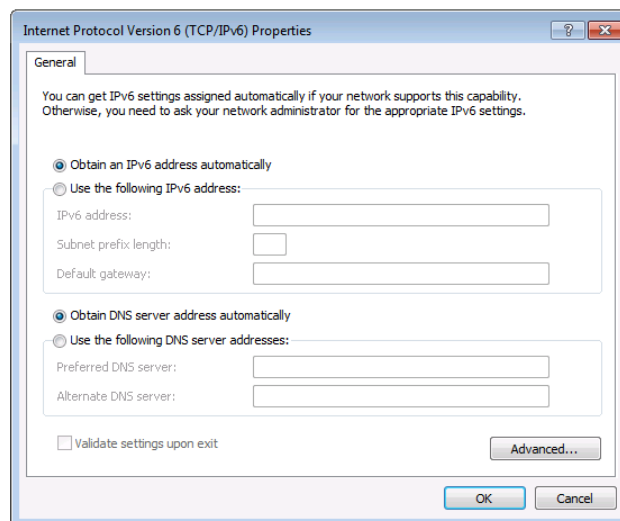 Internet Protocol Version 6 (TCP/IPv6) Properties
General
You can get IPv6 settings assigned automatically if your network supports this capability.
Otherwise, you need to ask your network administrator for the appropriate IPv6 settings.
Obtain an IPv6 address automatically
Use the following IPv6 address:
IPv6 address:
Subnet prefix length:
Default gateway:
Obtain DNS server address automatically
Use the following DNS server addresses:
Preferred DNS server:
Alternate DNS server:
Validate settings upon exit
Advanced...
OK
Cancel